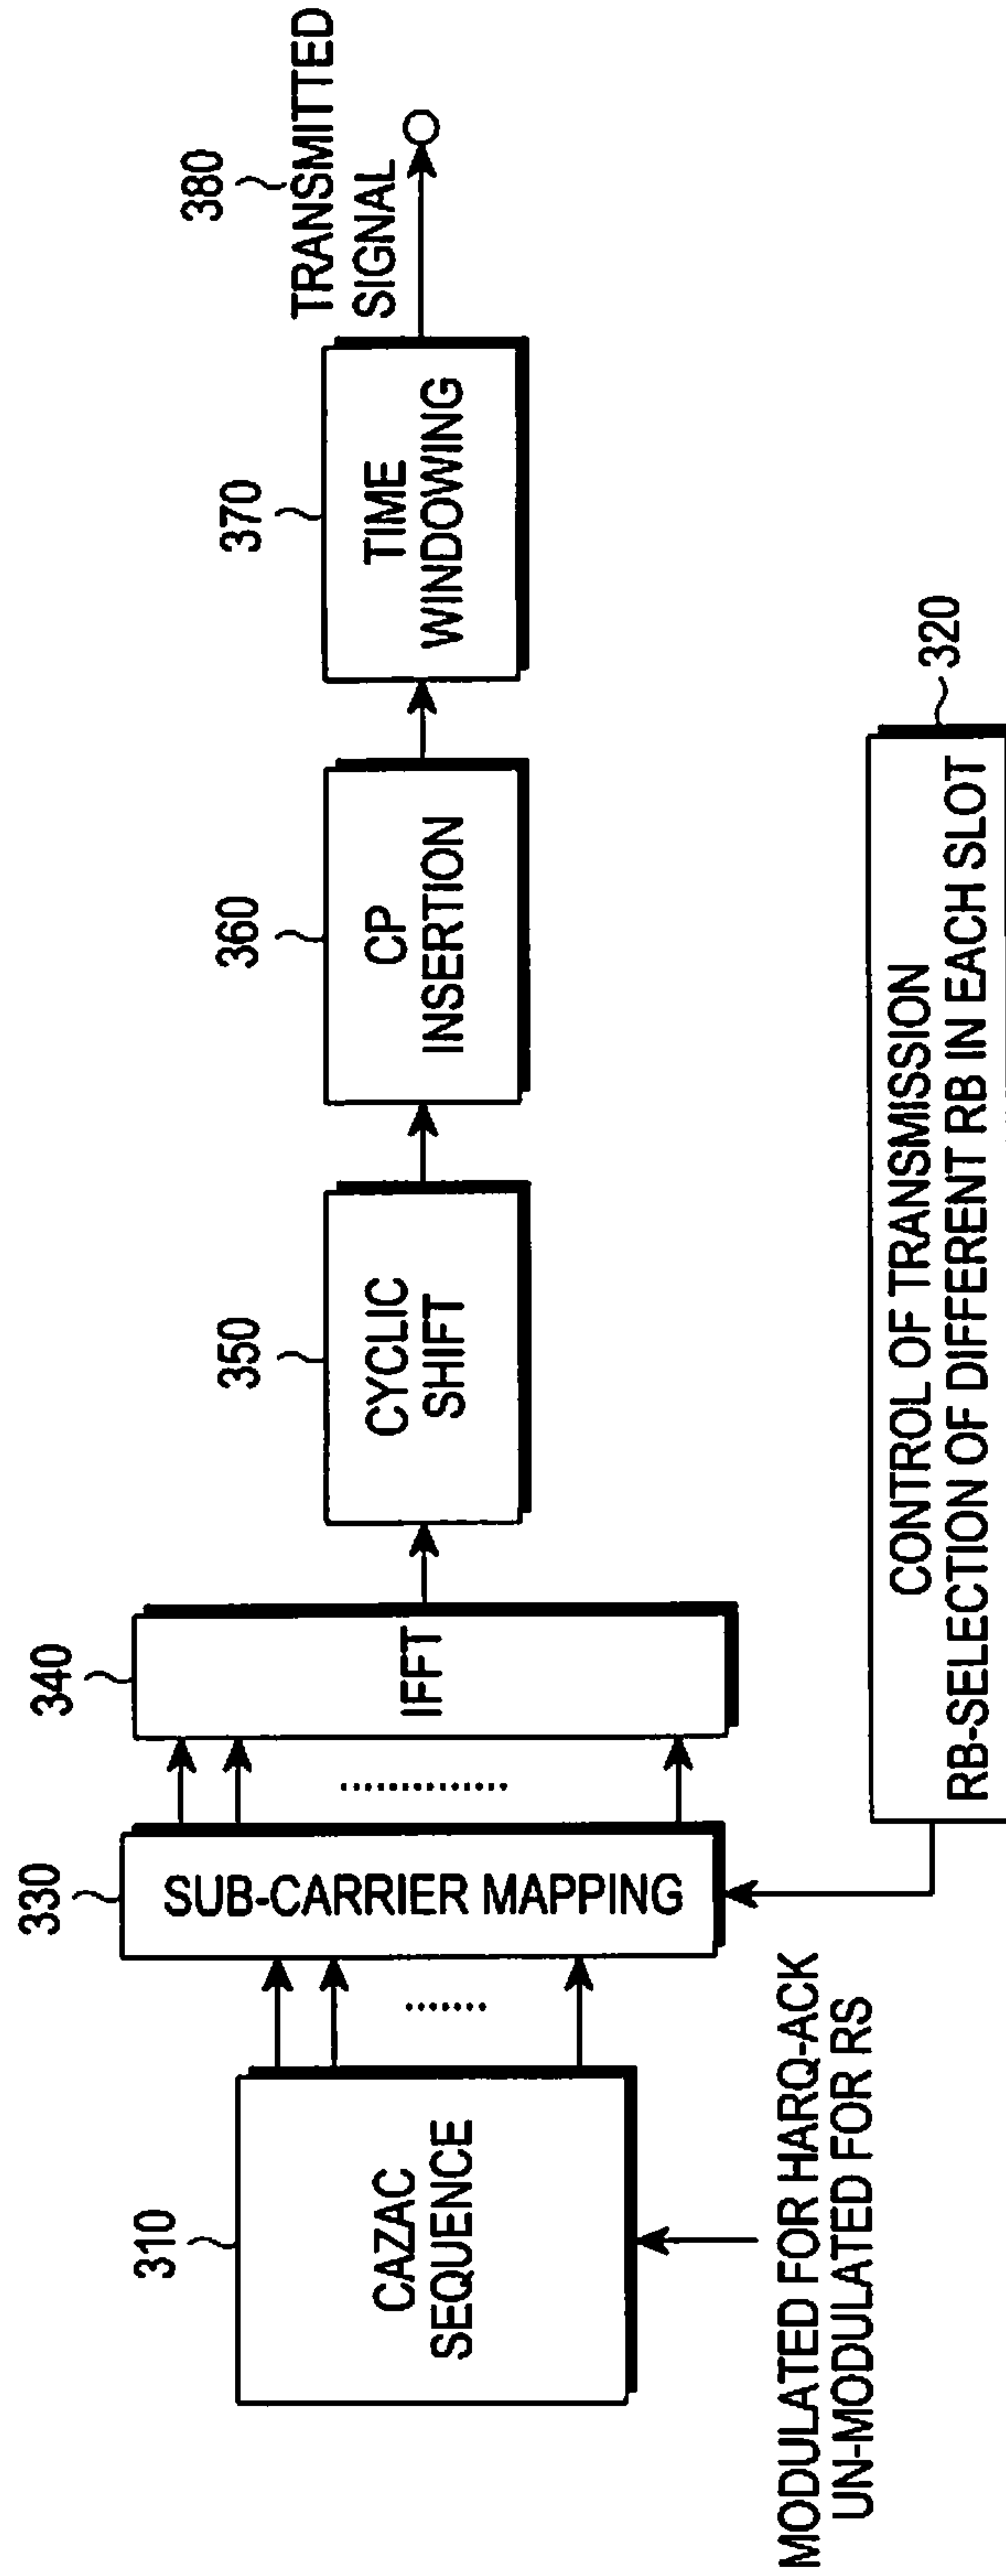 310
CAZAC
SEQUENCE
MODULATED FOR HARQ-ACK
UN-MODULATED FOR RS
330
SUB-CARRIER MAPPING
340
IFFT
350
CYCLIC
SHIFT
360
CP
INSERTION
370
TIME
WINDOWING
380
TRANSMITTED
SIGNAL
320
CONTROL OF TRANSMISSION
RB-SELECTION OF DIFFERENT RB IN EACH SLOT